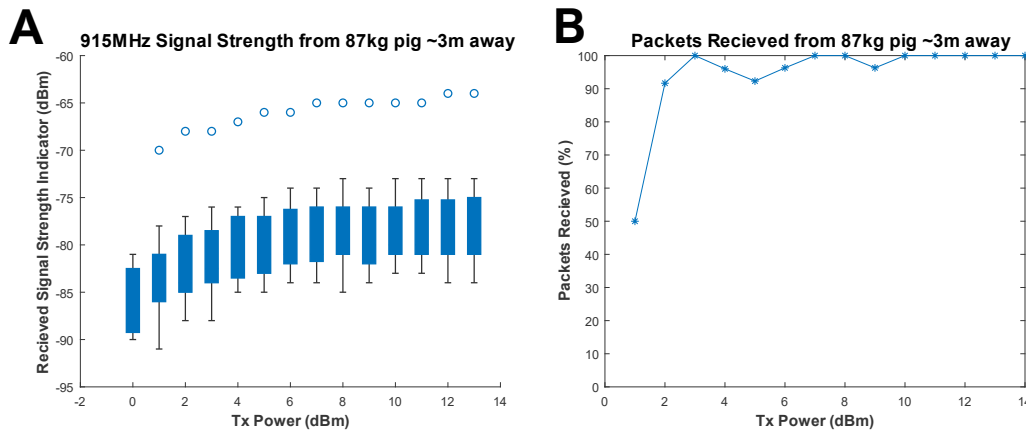 A
915MHz Signal Strength from 87kg pig ~3m away
Recieved Signal Strength Indicator (dBm)
-60
-65
-70
-75
-80
-85
-90
-95
-2 0 2 4 6 8 10 12 14
Tx Power (dBm)
B
Packets Recieved from 87kg pig ~3m away
Packets Recieved (%)
100
90
80
70
60
50
40
30
20
10
0
0 2 4 6 8 10 12 14
Tx Power (dBm)